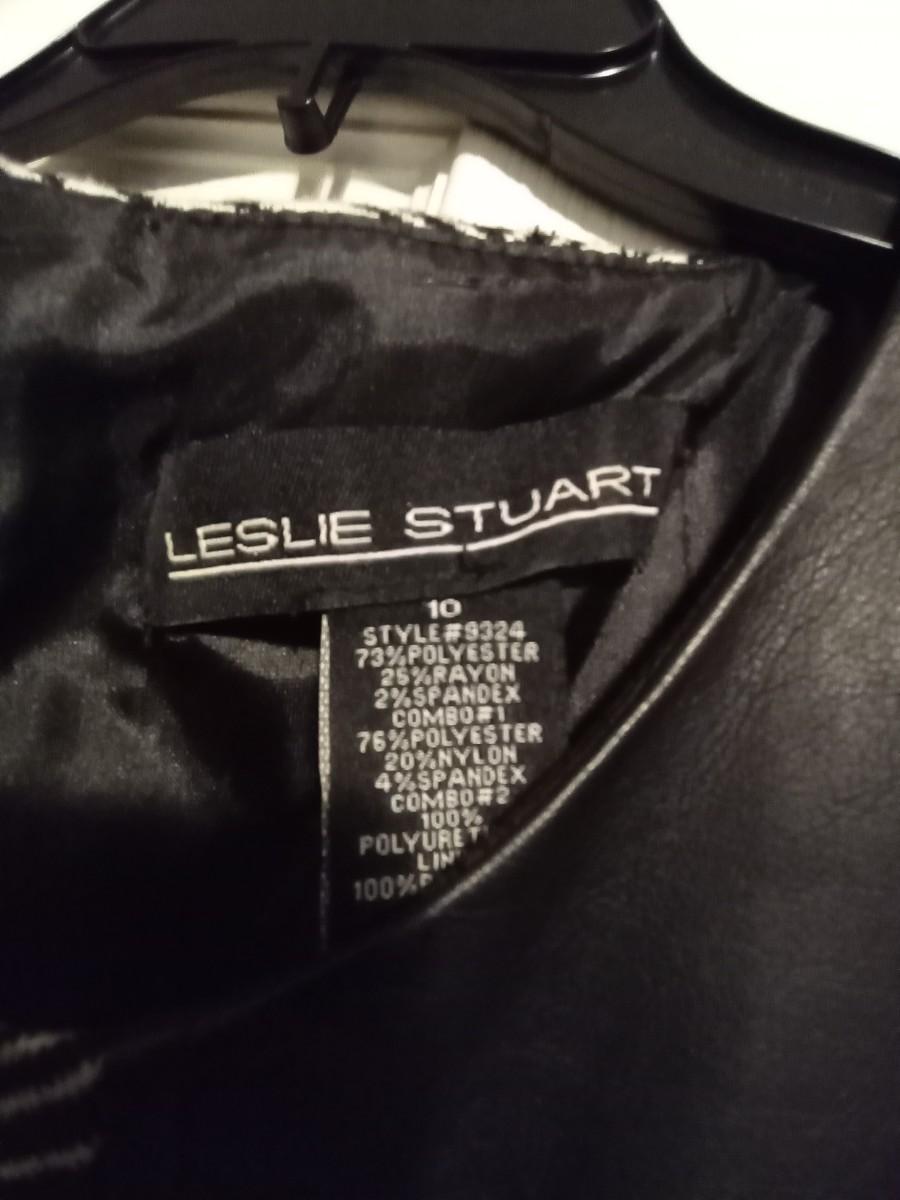 LESLIE STUART
10
STYLE#9324
73%POLYESTER
25%RAYON
2%SPANDEX
COMBO#1
76%POLYESTER
20%NYLON
4%SPANDEX
COMBO#2
100%
100%